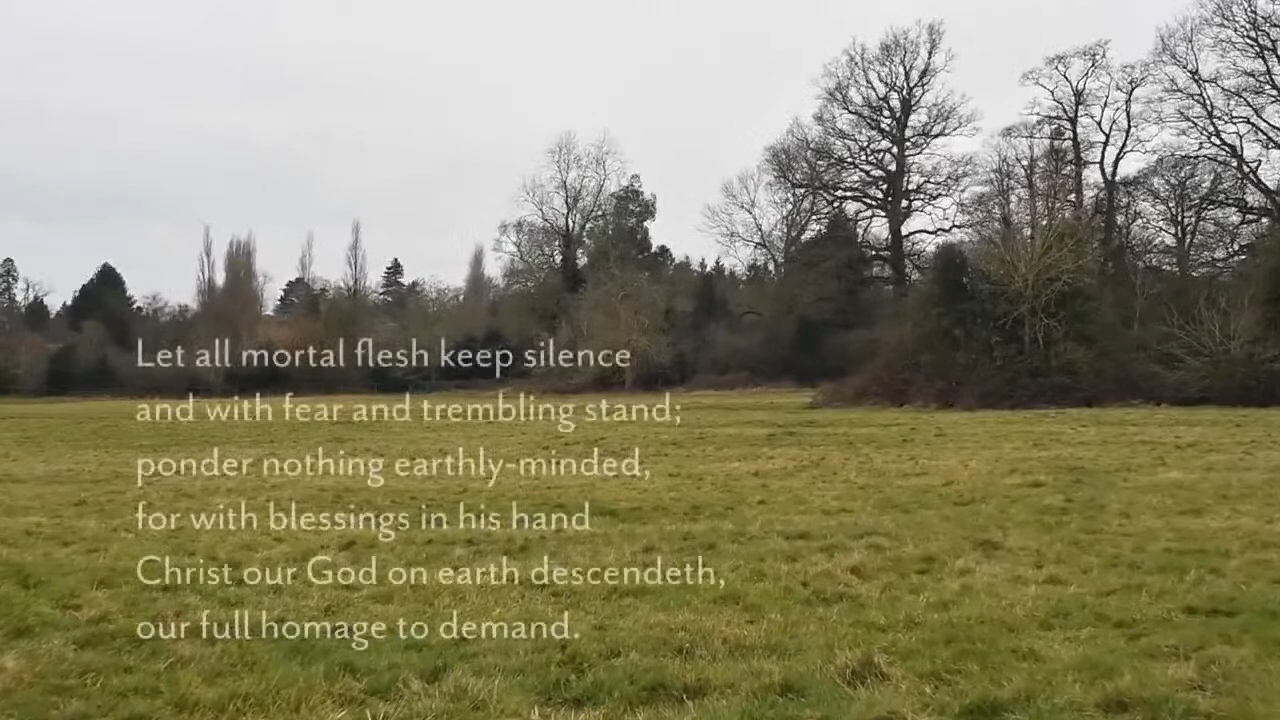 Let all mortal flesh keep silence
and with fear and trembling stand;
ponder nothing earthly-minded,
for with blessings in his hand
Christ our God on earth descendeth,
our full homage to demand.